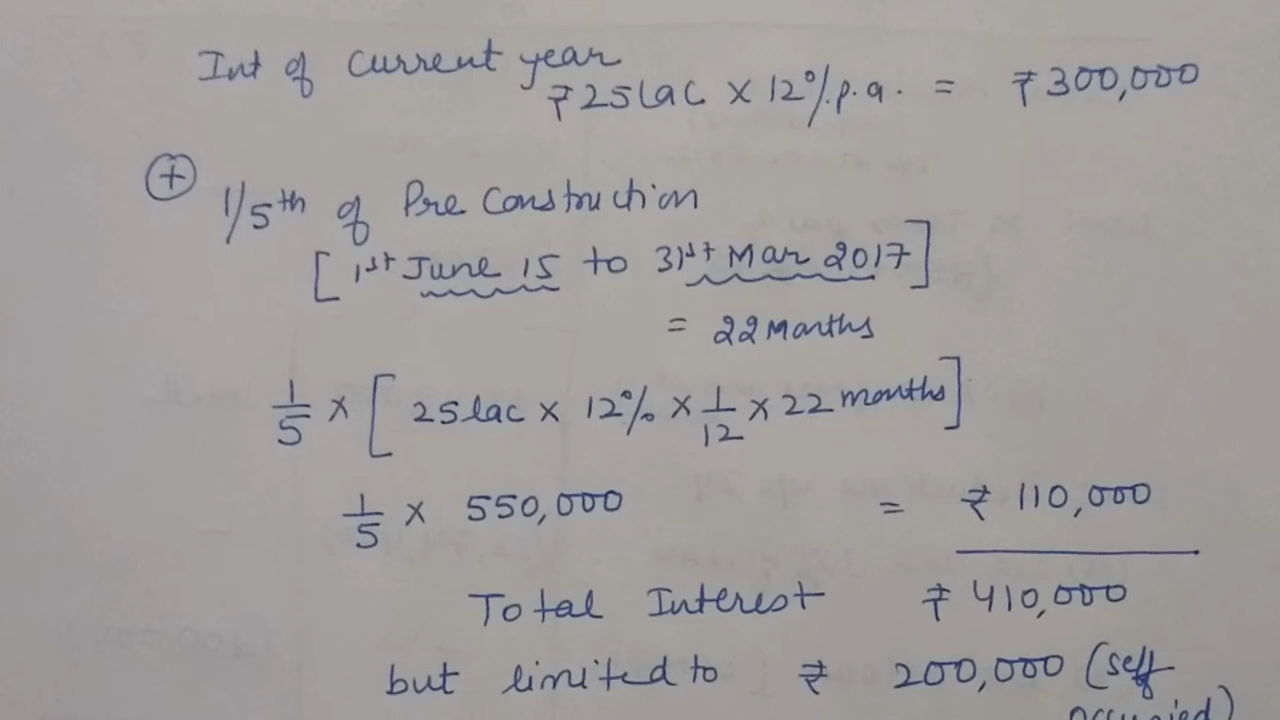 Int of current year
₹25lac × 12% p.a. = ₹300,000
⊕ 1/5th of Pre Construction
[1st June 15 to 31st Mar 2017]
= 22 Months
1/5 × [25 lac × 12% × 1/12 × 22 months]
1/5 × 550,000 = ₹ 110,000
Total Interest ₹ 410,000
but limited to ₹ 200,000 (self
occupied)